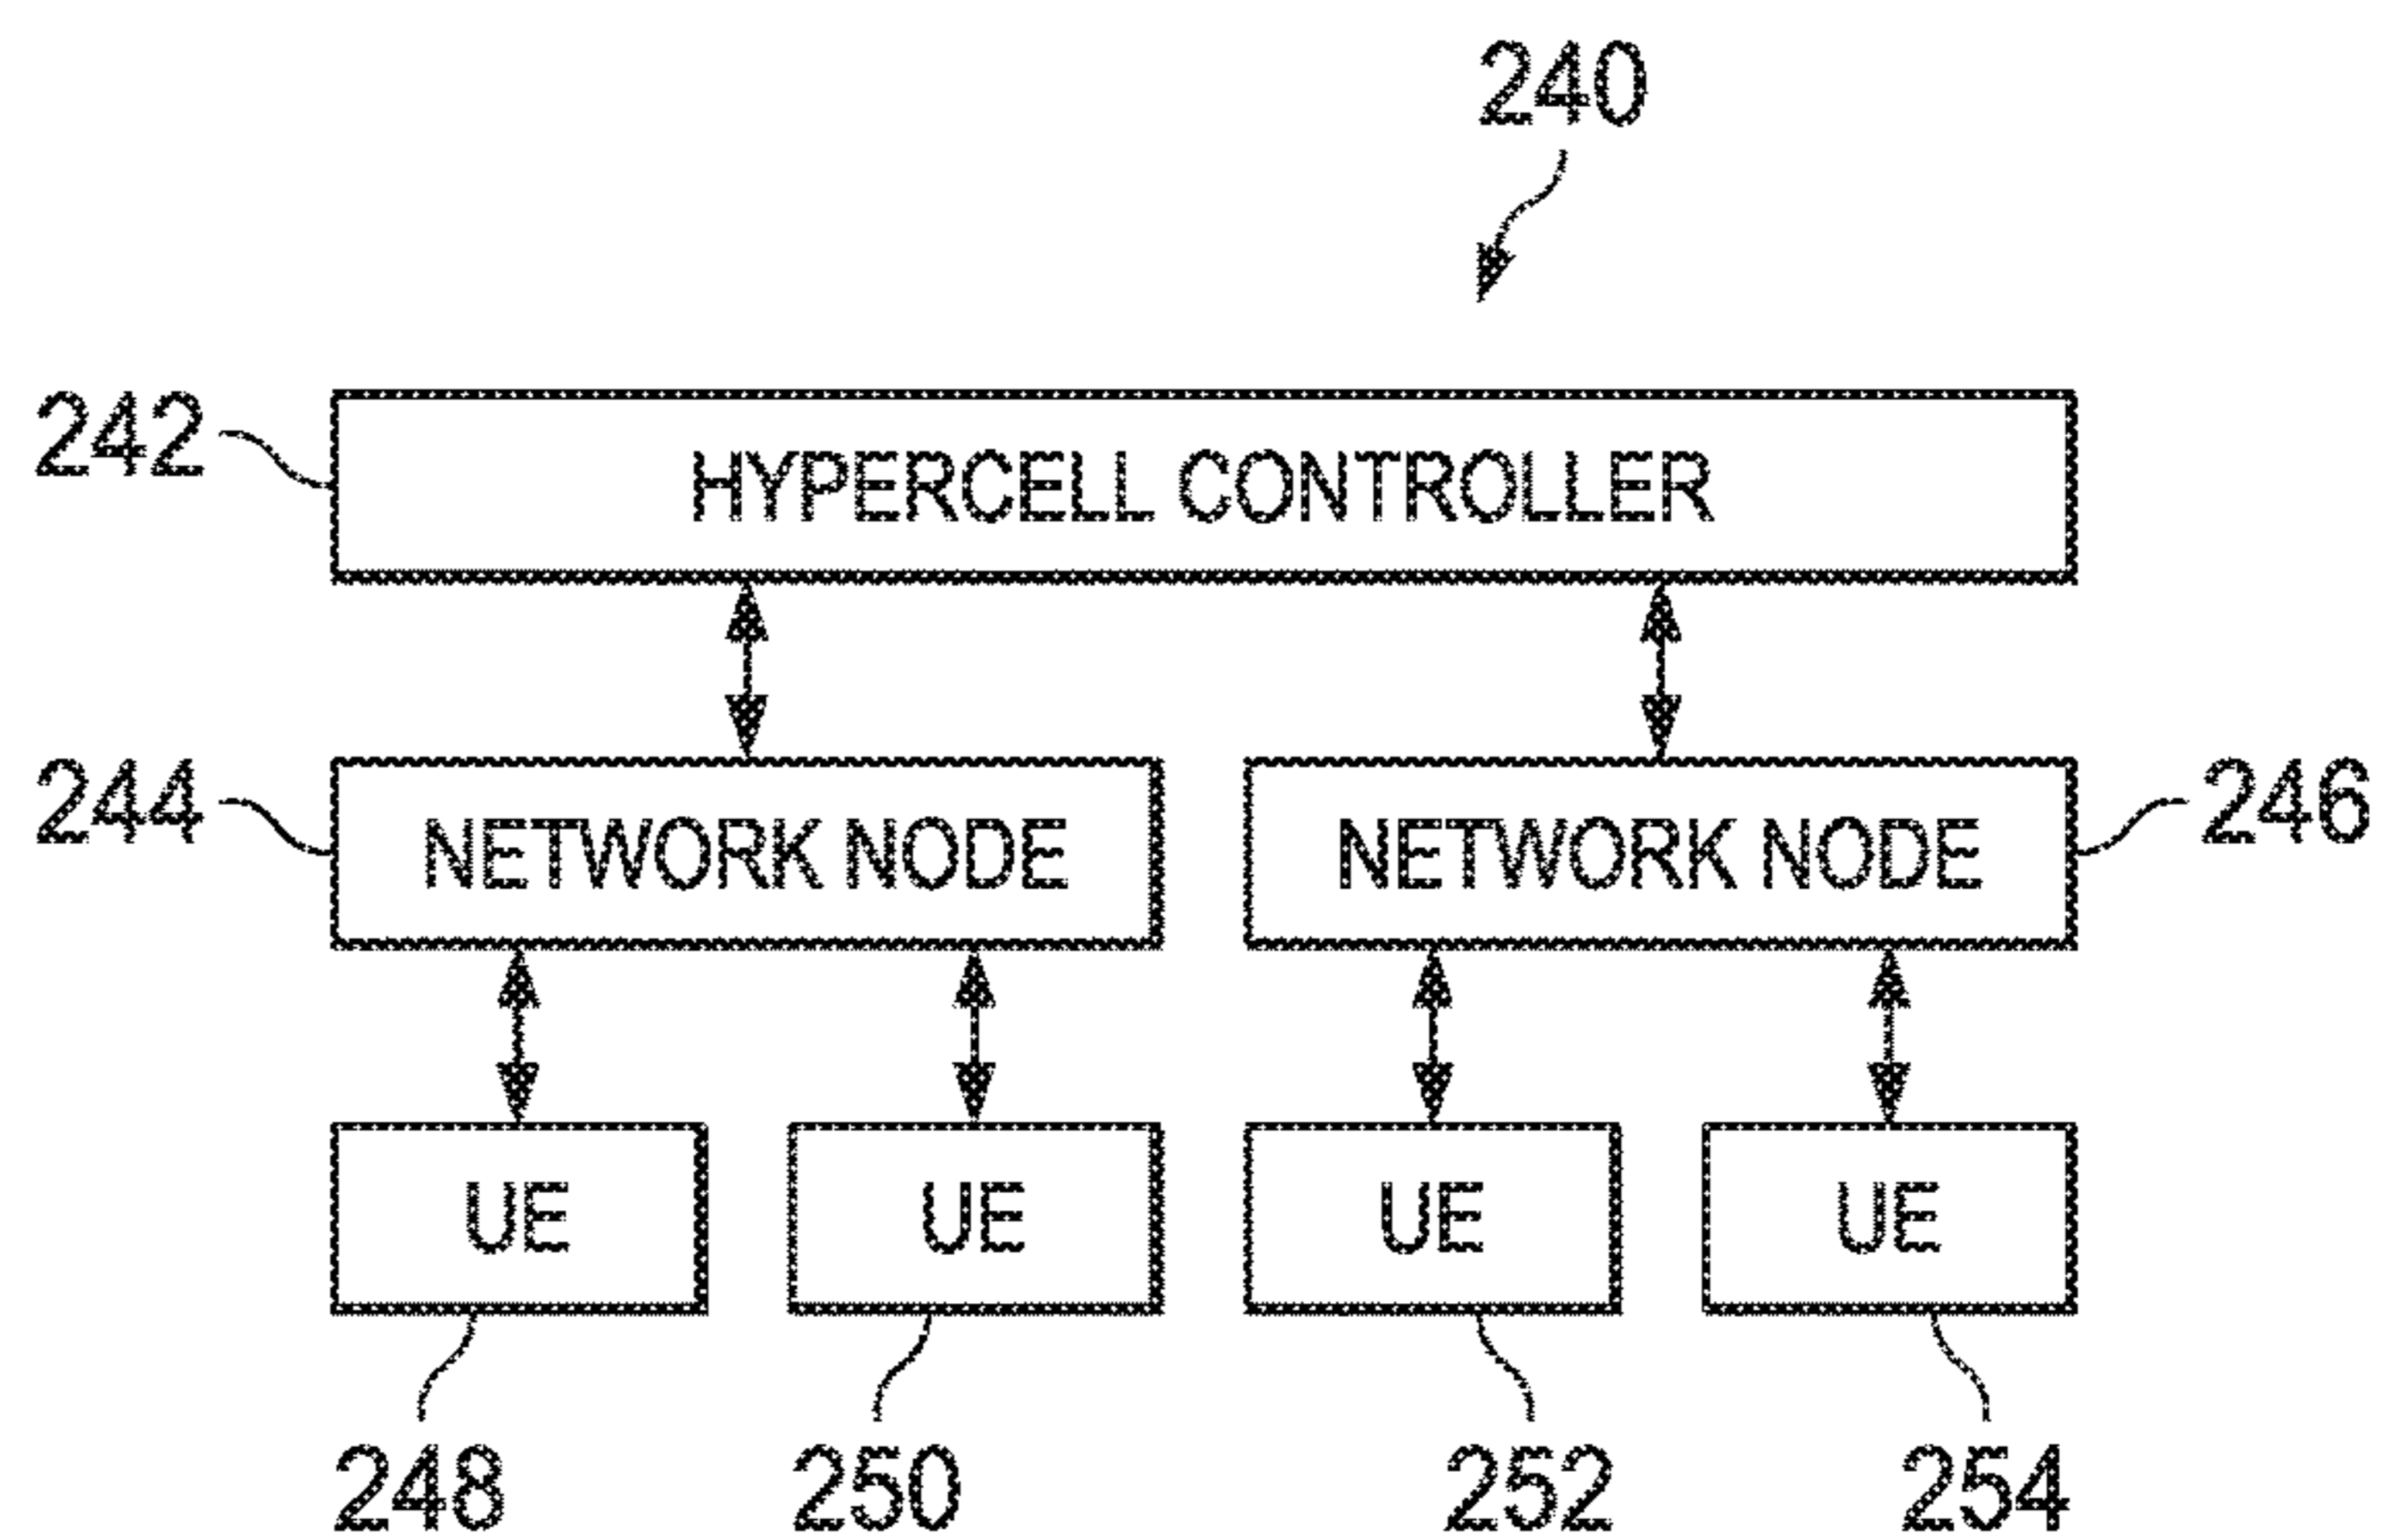 240
242 HYPERCELL CONTROLLER
244 NETWORK NODE NETWORK NODE 246
UE UE UE UE
248 250 252 254